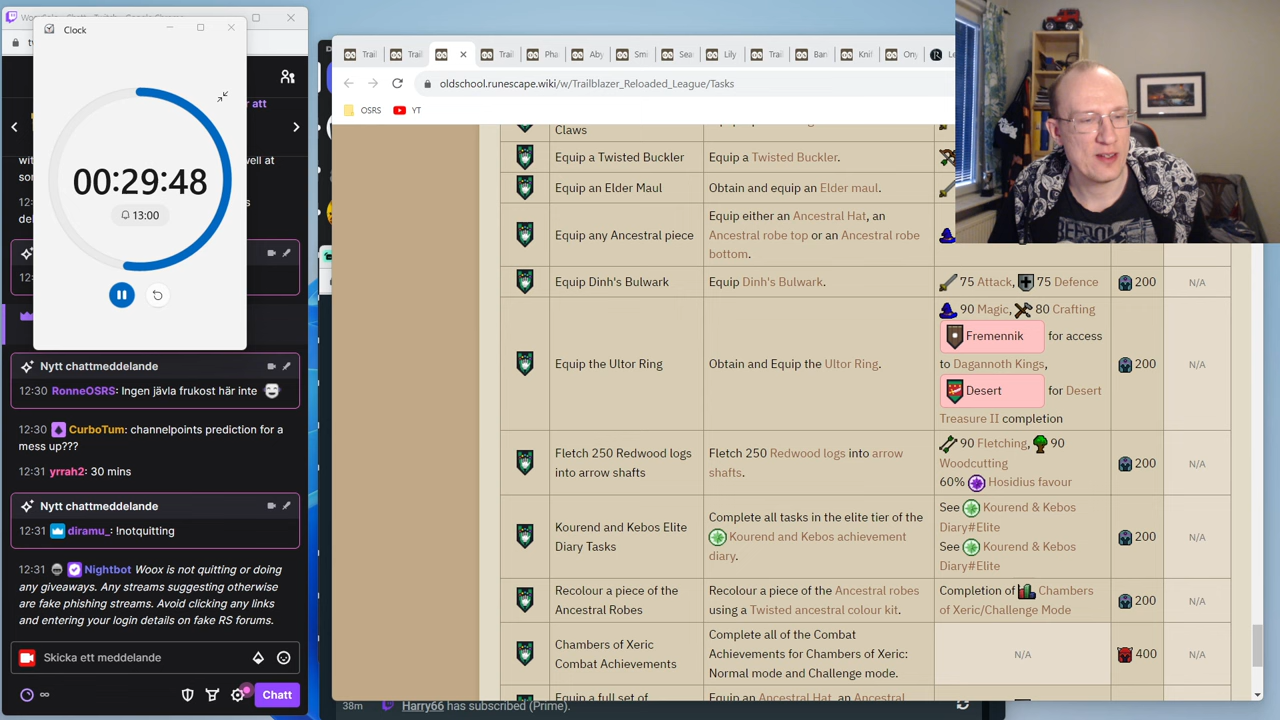 Clock
00:29:48
13:00
Nytt chattmeddelande
12:30 RonneOSRS: Ingen jävla frukost här inte
12:30 CurboTum: channelpoints prediction for a
mess up???
12:31 yrrah2: 30 mins
Nytt chattmeddelande
12:31 diramu_: !notquitting
12:31 Nightbot Woox is not quitting or doing
any giveaways. Any streams suggesting otherwise
are fake phishing streams. Avoid clicking any links
and entering your login details on fake RS forums.
Skicka ett meddelande
Chatt
oldschool.runescape.wiki/w/Trailblazer_Reloaded_League/Tasks
OSRS YT
Claws
Equip a Twisted Buckler Equip a Twisted Buckler.
Equip an Elder Maul Obtain and equip an Elder maul.
Equip any Ancestral piece Equip either an Ancestral Hat, an
Ancestral robe top or an Ancestral robe
bottom.
Equip Dinh's Bulwark Equip Dinh's Bulwark. 75 Attack, 75 Defence 200 N/A
Equip the Ultor Ring Obtain and Equip the Ultor Ring. 90 Magic, 80 Crafting
Fremennik for access
to Dagannoth Kings,
Desert for Desert
Treasure II completion 200 N/A
Fletch 250 Redwood logs
into arrow shafts
Fletch 250 Redwood logs into arrow
shafts.
90 Fletching, 90
Woodcutting
60% Hosidius favour
200 N/A
Kourend and Kebos Elite
Diary Tasks
Complete all tasks in the elite tier of the
Kourend and Kebos achievement
diary.
See Kourend & Kebos
Diary#Elite
See Kourend & Kebos
Diary#Elite
200 N/A
Recolour a piece of the
Ancestral Robes
Recolour a piece of the Ancestral robes
using a Twisted ancestral colour kit.
Completion of Chambers
of Xeric/Challenge Mode
200 N/A
Chambers of Xeric
Combat Achievements
Complete all of the Combat
Achievements for Chambers of Xeric:
Normal mode and Challenge mode.
N/A 400 N/A
Equip a full set of Equip an Ancestral Hat, an Ancestral
38m Harry66 has subscribed (Prime).